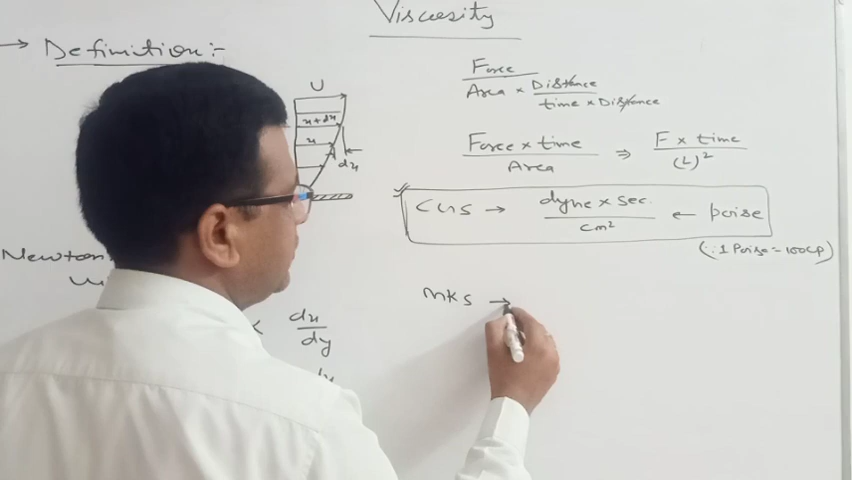 Viscosity
→ Definition:-
U
u+du
u
du
Force
Area × Distance
time × Distance
Force × time
Area
⇒ F × time
(L)²
CGS → dyne × sec.
cm²
← poise
(∵ 1 Poise = 100CP)
Newton
mks →
du
dy